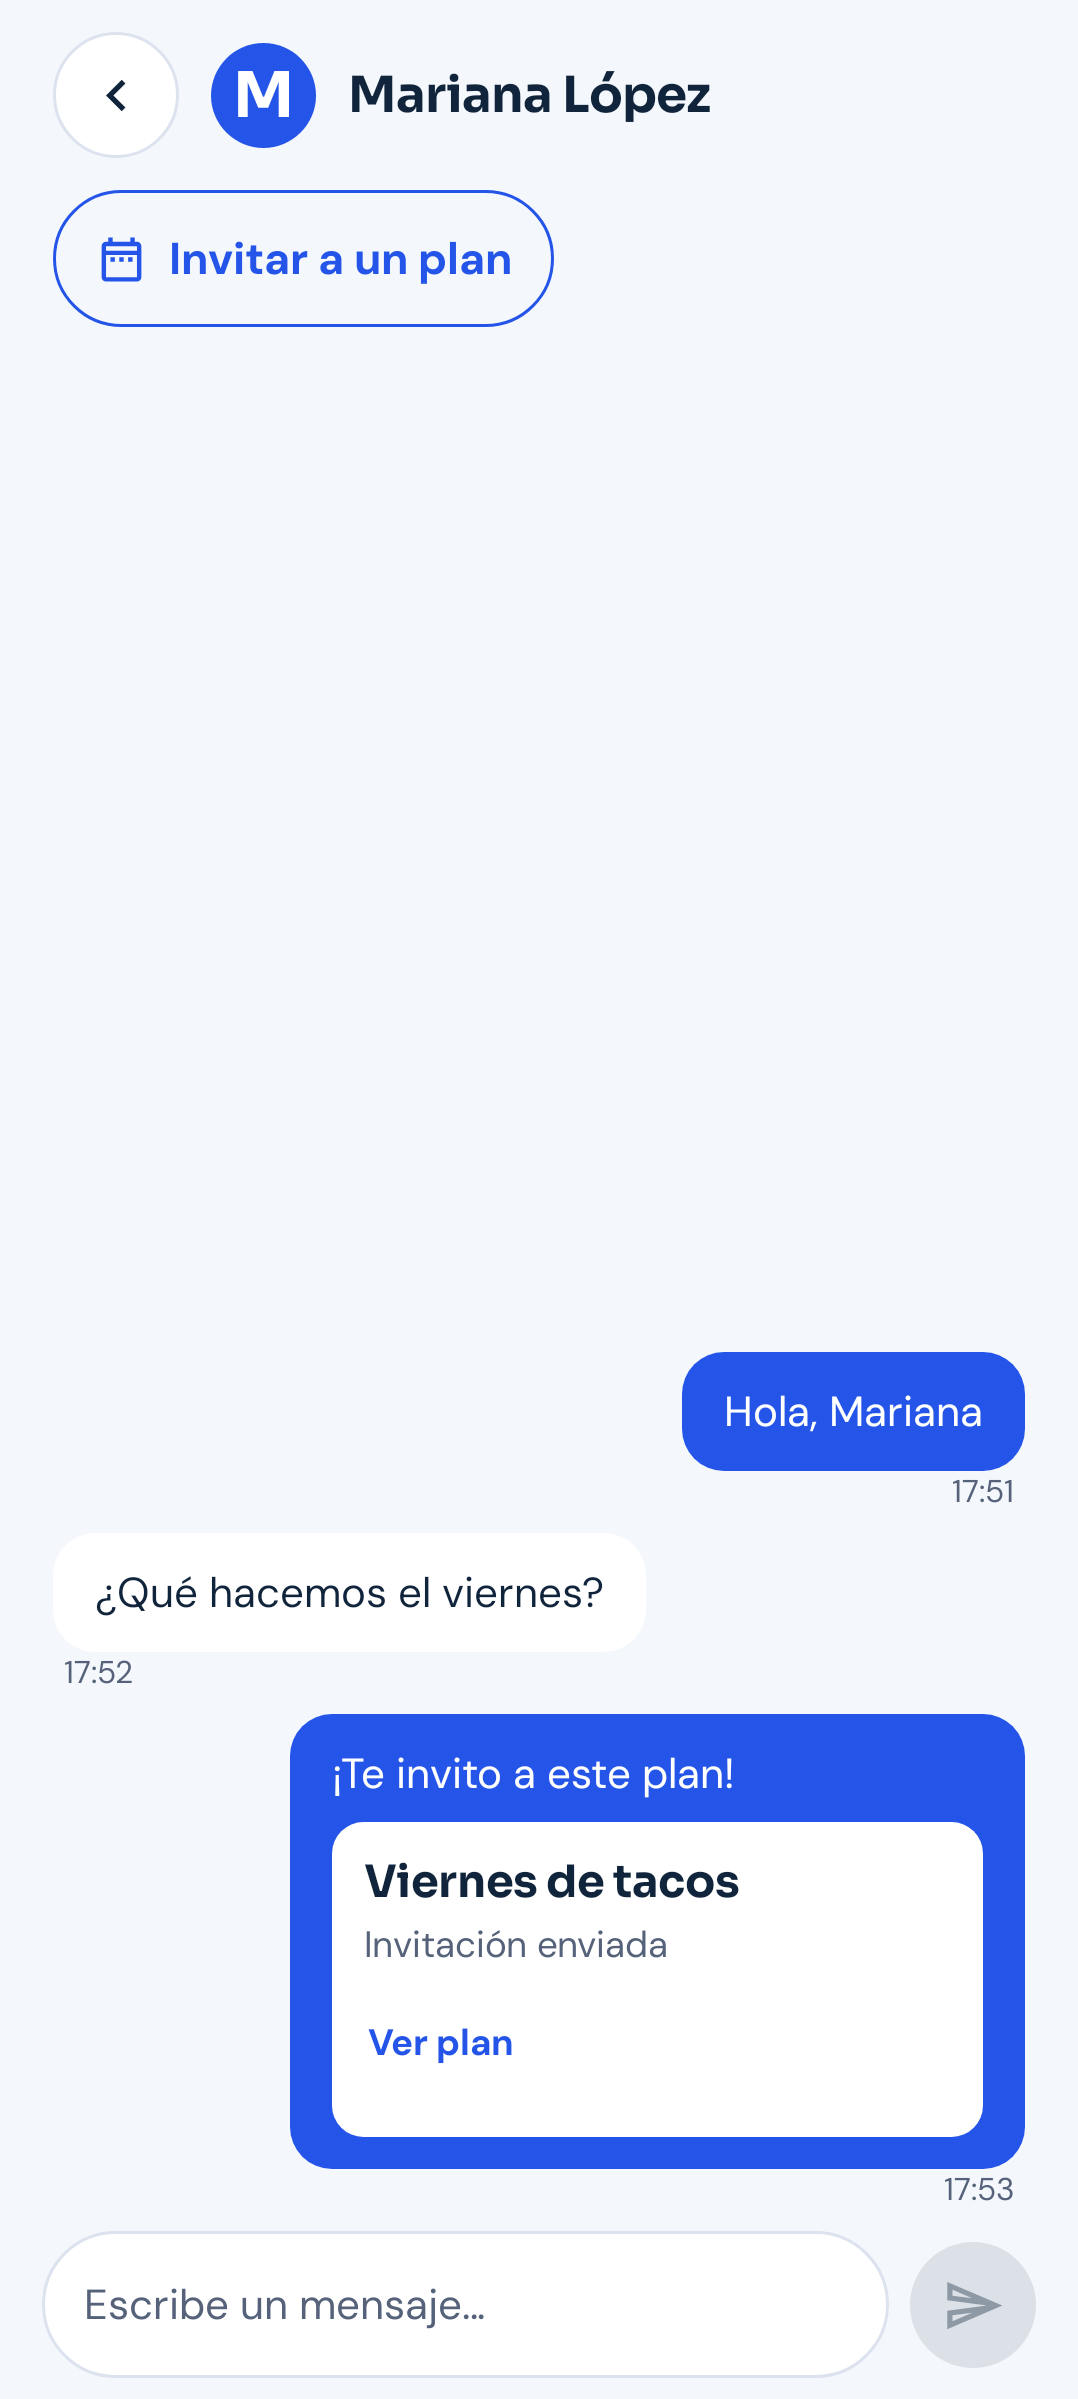 M
Mariana López
Invitar a un plan
Hola, Mariana
17:51
¿Qué hacemos el viernes?
17:52
¡Te invito a este plan!
Viernes de tacos
Invitación enviada
Ver plan
17:53
Escribe un mensaje...